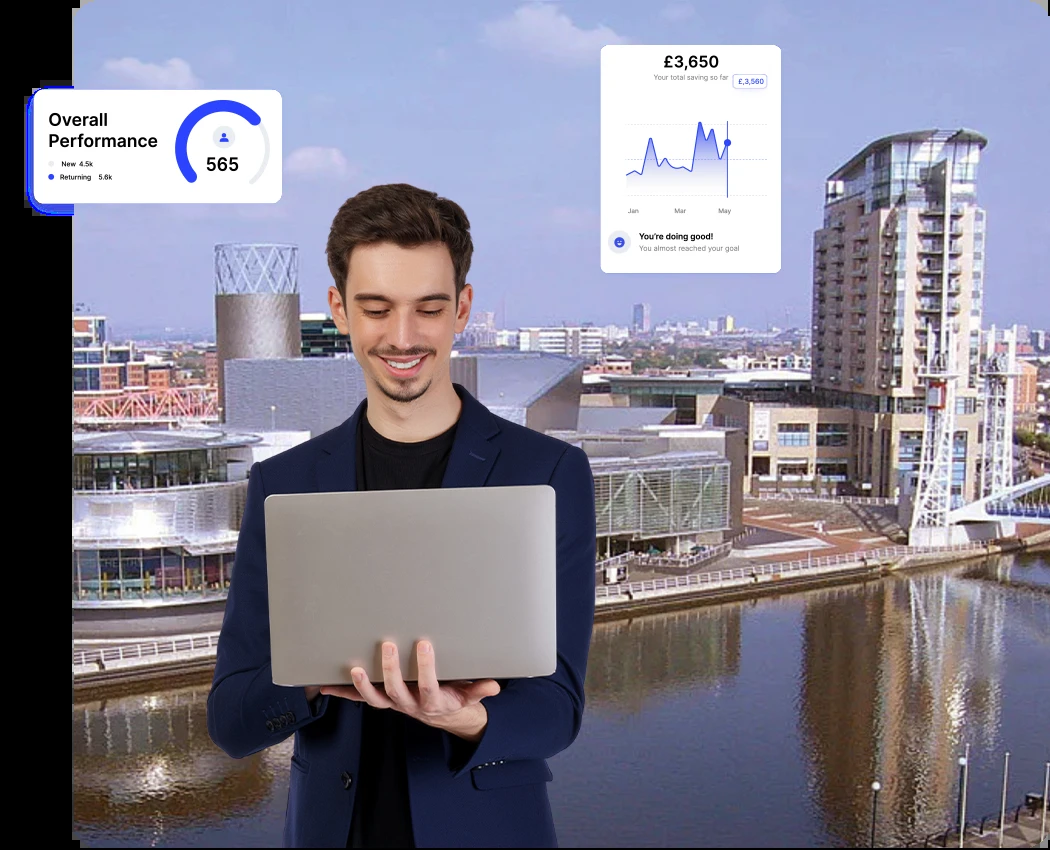 Overall
Performance
New 4.5k
Returning 5.6k
565
£3,650
Your total saving so far
£3,560
Jan Mar May
You're doing good!
You almost reached your goal